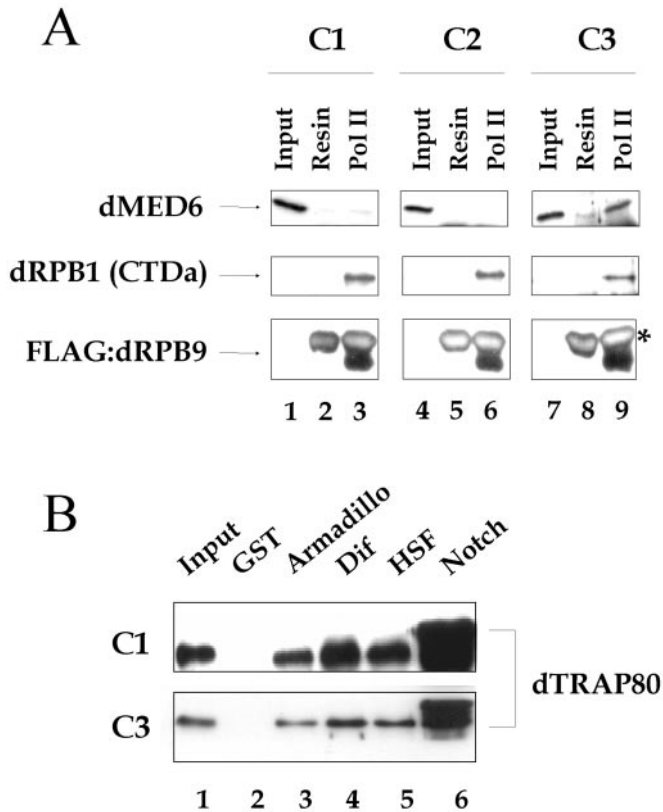 A
C1 C2 C3
Input Resin Pol II Input Resin Pol II Input Resin Pol II
dMED6
dRPB1 (CTDa)
FLAG:dRPB9 *
1 2 3 4 5 6 7 8 9
B
Input GST Armadillo Dif HSF Notch
C1
dTRAP80
C3
1 2 3 4 5 6